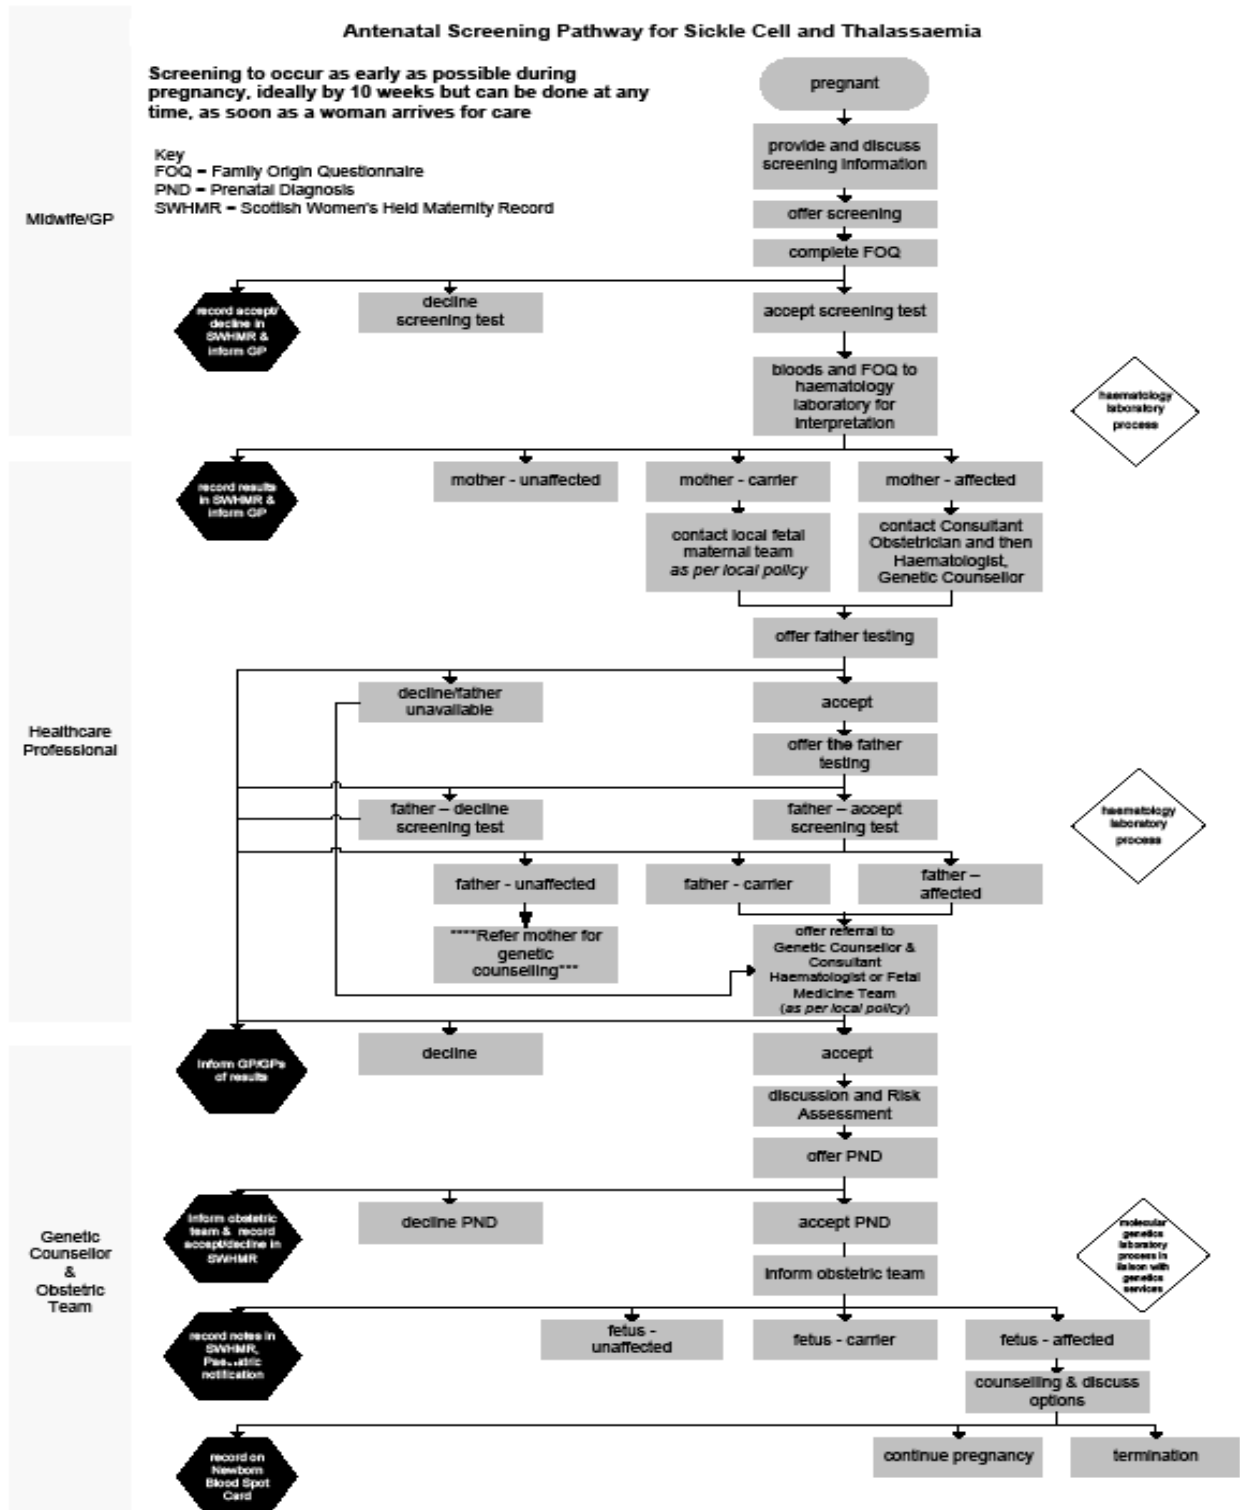 Antenatal Screening Pathway for Sickle Cell and Thalassaemia
Screening to occur as early as possible during
pregnancy, ideally by 10 weeks but can be done at any
time, as soon as a woman arrives for care
Key
FOQ = Family Origin Questionnaire
PND = Prenatal Diagnosis
SWHMR = Scottish Women's Held Maternity Record
Midwife/GP
pregnant
provide and discuss
screening information
offer screening
complete FOQ
record accept/
decline in
SWHMR &
inform GP
decline
screening test
accept screening test
bloods and FOQ to
haematology
laboratory for
interpretation
haematology
laboratory
process
Healthcare
Professional
record results
in SWHMR &
inform GP
mother - unaffected
mother - carrier
mother - affected
contact local fetal
maternal team
as per local policy
contact Consultant
Obstetrician and then
Haematologist,
Genetic Counsellor
offer father testing
decline/father
unavailable
accept
offer the father
testing
father – decline
screening test
father – accept
screening test
haematology
laboratory
process
father - unaffected
father - carrier
father –
affected
****Refer mother for
genetic
counselling***
offer referral to
Genetic Counsellor &
Consultant
Haematologist or Fetal
Medicine Team
(as per local policy)
Genetic
Counsellor
&
Obstetric
Team
Inform GP/GPs
of results
decline
accept
discussion and Risk
Assessment
offer PND
Inform obstetric
team & record
accept/decline in
SWHMR
decline PND
accept PND
inform obstetric team
molecular
genetics
laboratory
process in
liaison with
genetics
services
record notes in
SWHMR,
Paediatric
notification
fetus -
unaffected
fetus - carrier
fetus - affected
counselling & discuss
options
record on
Newborn
Blood Spot
Card
continue pregnancy
termination